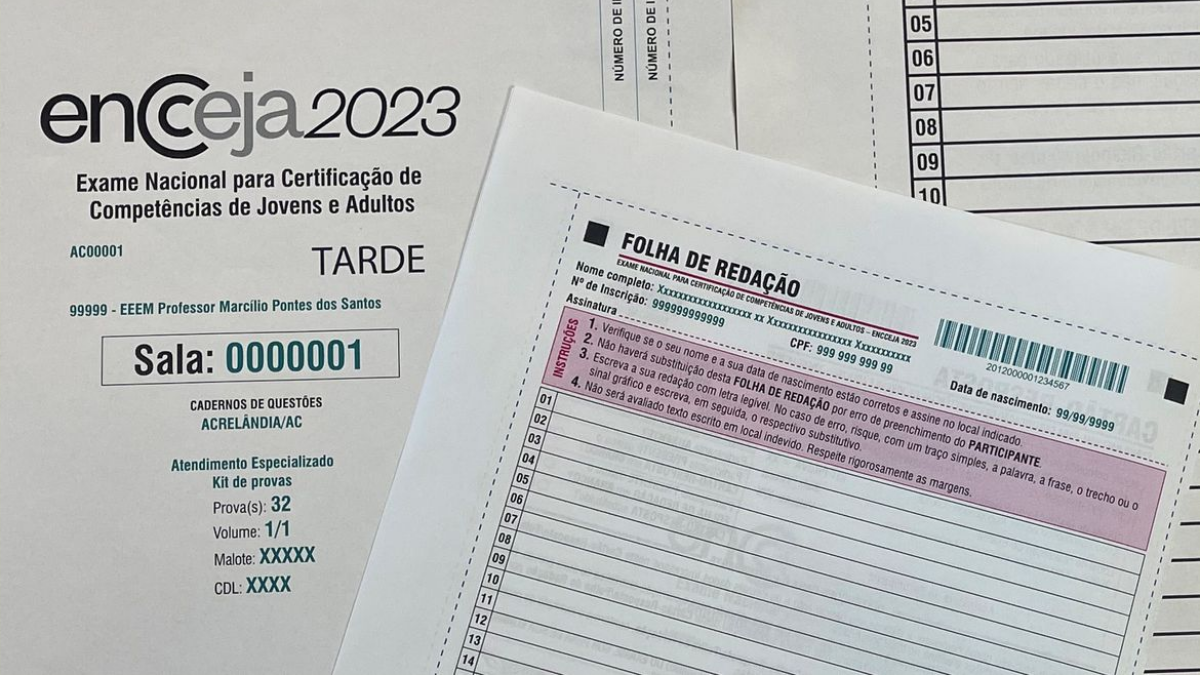 encceja2023
Exame Nacional para Certificação de
Competências de Jovens e Adultos
AC00001
TARDE
99999 - EEEM Professor Marcílio Pontes dos Santos
Sala: 0000001
CADERNOS DE QUESTÕES
ACRELÂNDIA/AC
Atendimento Especializado
Kit de provas
Prova(s): 32
Volume: 1/1
Malote: XXXXX
CDL: XXXX
NÚMERO DE
NÚMERO DE
05
06
07
08
09
10
FOLHA DE REDAÇÃO
EXAME NACIONAL PARA CERTIFICAÇÃO DE COMPETÊNCIAS DE JOVENS E ADULTOS – ENCCEJA 2023
Nome completo: Xxxxxxxxxxxxxxxxxx xx Xxxxxxxxxxxxxxxx Xxxxxxxxxx
Nº de Inscrição: 999999999999
CPF: 999 999 999 99
Assinatura
2012000001234567
Data de nascimento: 99/99/9999
INSTRUÇÕES
1. Verifique se o seu nome e a sua data de nascimento estão corretos e assine no local indicado.
2. Não haverá substituição desta FOLHA DE REDAÇÃO por erro de preenchimento do PARTICIPANTE.
3. Escreva a sua redação com letra legível. No caso de erro, risque, com um traço simples, a palavra, a frase, o trecho ou o
sinal gráfico e escreva, em seguida, o respectivo substitutivo.
4. Não será avaliado texto escrito em local indevido. Respeite rigorosamente as margens.
01
02
03
04
05
06
07
08
09
10
11
12
13
14